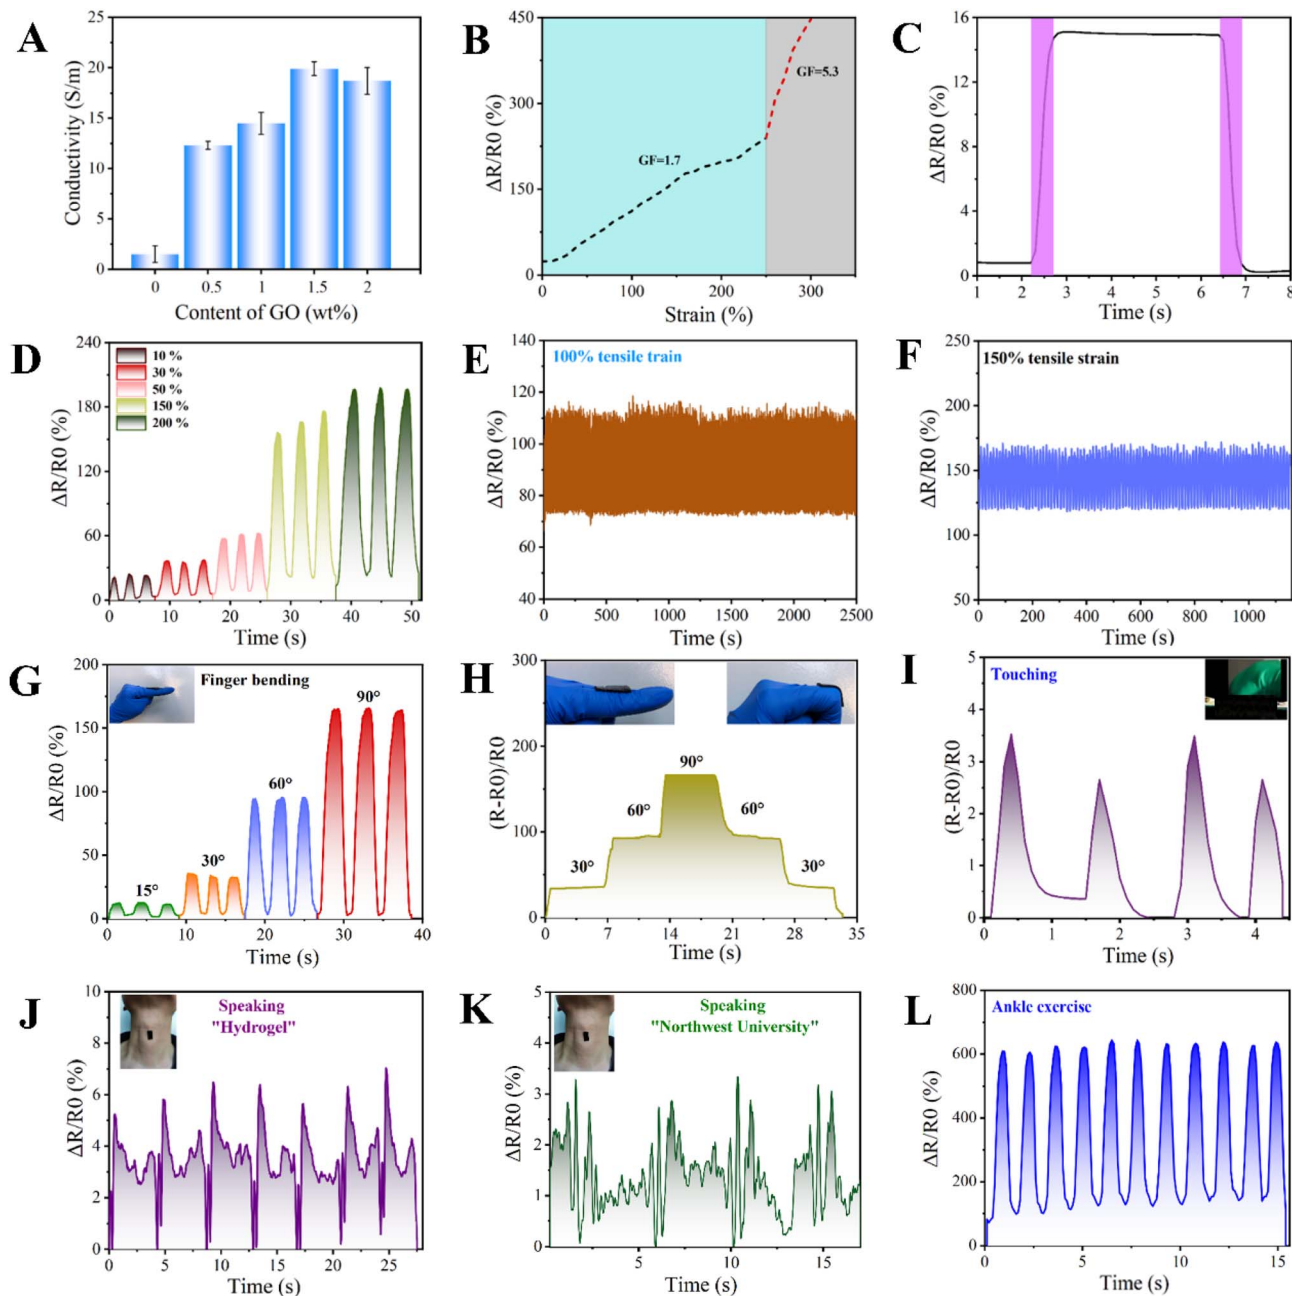 A
Conductivity (S/m)
25
20
15
10
5
0
0 0.5 1 1.5 2
Content of GO (wt%)
B
ΔR/R0 (%)
450
300
150
0
GF=1.7
GF=5.3
0 100 200 300
Strain (%)
C
ΔR/R0 (%)
16
12
8
4
0
1 2 3 4 5 6 7 8
Time (s)
D
ΔR/R0 (%)
240
180
120
60
0
10 %
30 %
50 %
150 %
200 %
0 10 20 30 40 50
Time (s)
E
ΔR/R0 (%)
140
120
100
80
60
40
100% tensile train
0 500 1000 1500 2000 2500
Time (s)
F
ΔR/R0 (%)
250
200
150
100
50
150% tensile strain
0 200 400 600 800 1000
Time (s)
G
ΔR/R0 (%)
200
150
100
50
0
Finger bending
15°
30°
60°
90°
0 10 20 30 40
Time (s)
H
(R-R0)/R0
300
200
100
0
30°
60°
90°
60°
30°
0 7 14 21 28 35
Time (s)
I
(R-R0)/R0
5
4
3
2
1
0
Touching
0 1 2 3 4
Time (s)
J
ΔR/R0 (%)
10
8
6
4
2
0
Speaking
"Hydrogel"
0 5 10 15 20 25
Time (s)
K
ΔR/R0 (%)
5
4
3
2
1
0
Speaking
"Northwest University"
5 10 15
Time (s)
L
ΔR/R0 (%)
800
600
400
200
0
Ankle exercise
0 5 10 15
Time (s)